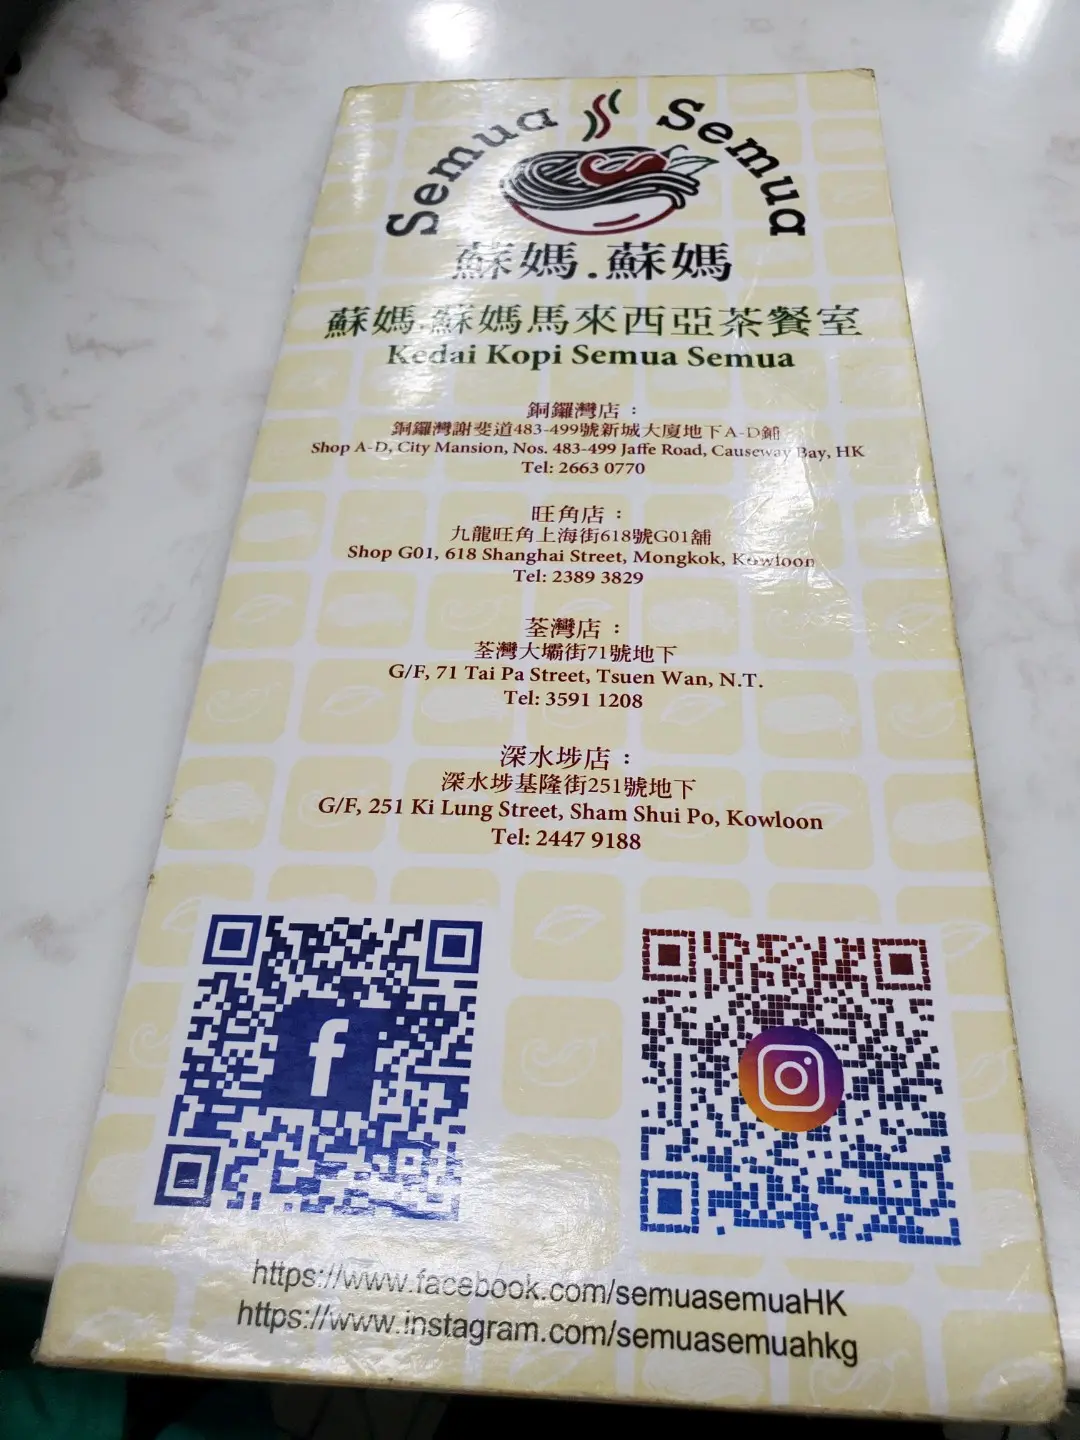 Semua Semua
蘇媽.蘇媽
蘇媽.蘇媽馬來西亞茶餐室
Kedai Kopi Semua Semua
銅鑼灣店：
銅鑼灣謝斐道483-499號新城大廈地下A-D鋪
Shop A-D, City Mansion, Nos. 483-499 Jaffe Road, Causeway Bay, HK
Tel: 2663 0770
旺角店：
九龍旺角上海街618號G01舖
Shop G01, 618 Shanghai Street, Mongkok, Kowloon
Tel: 2389 3829
荃灣店：
荃灣大壩街71號地下
G/F, 71 Tai Pa Street, Tsuen Wan, N.T.
Tel: 3591 1208
深水埗店：
深水埗基隆街251號地下
G/F, 251 Ki Lung Street, Sham Shui Po, Kowloon
Tel: 2447 9188
f
https://www.facebook.com/semuasemuaHK
https://www.instagram.com/semuasemuahkg